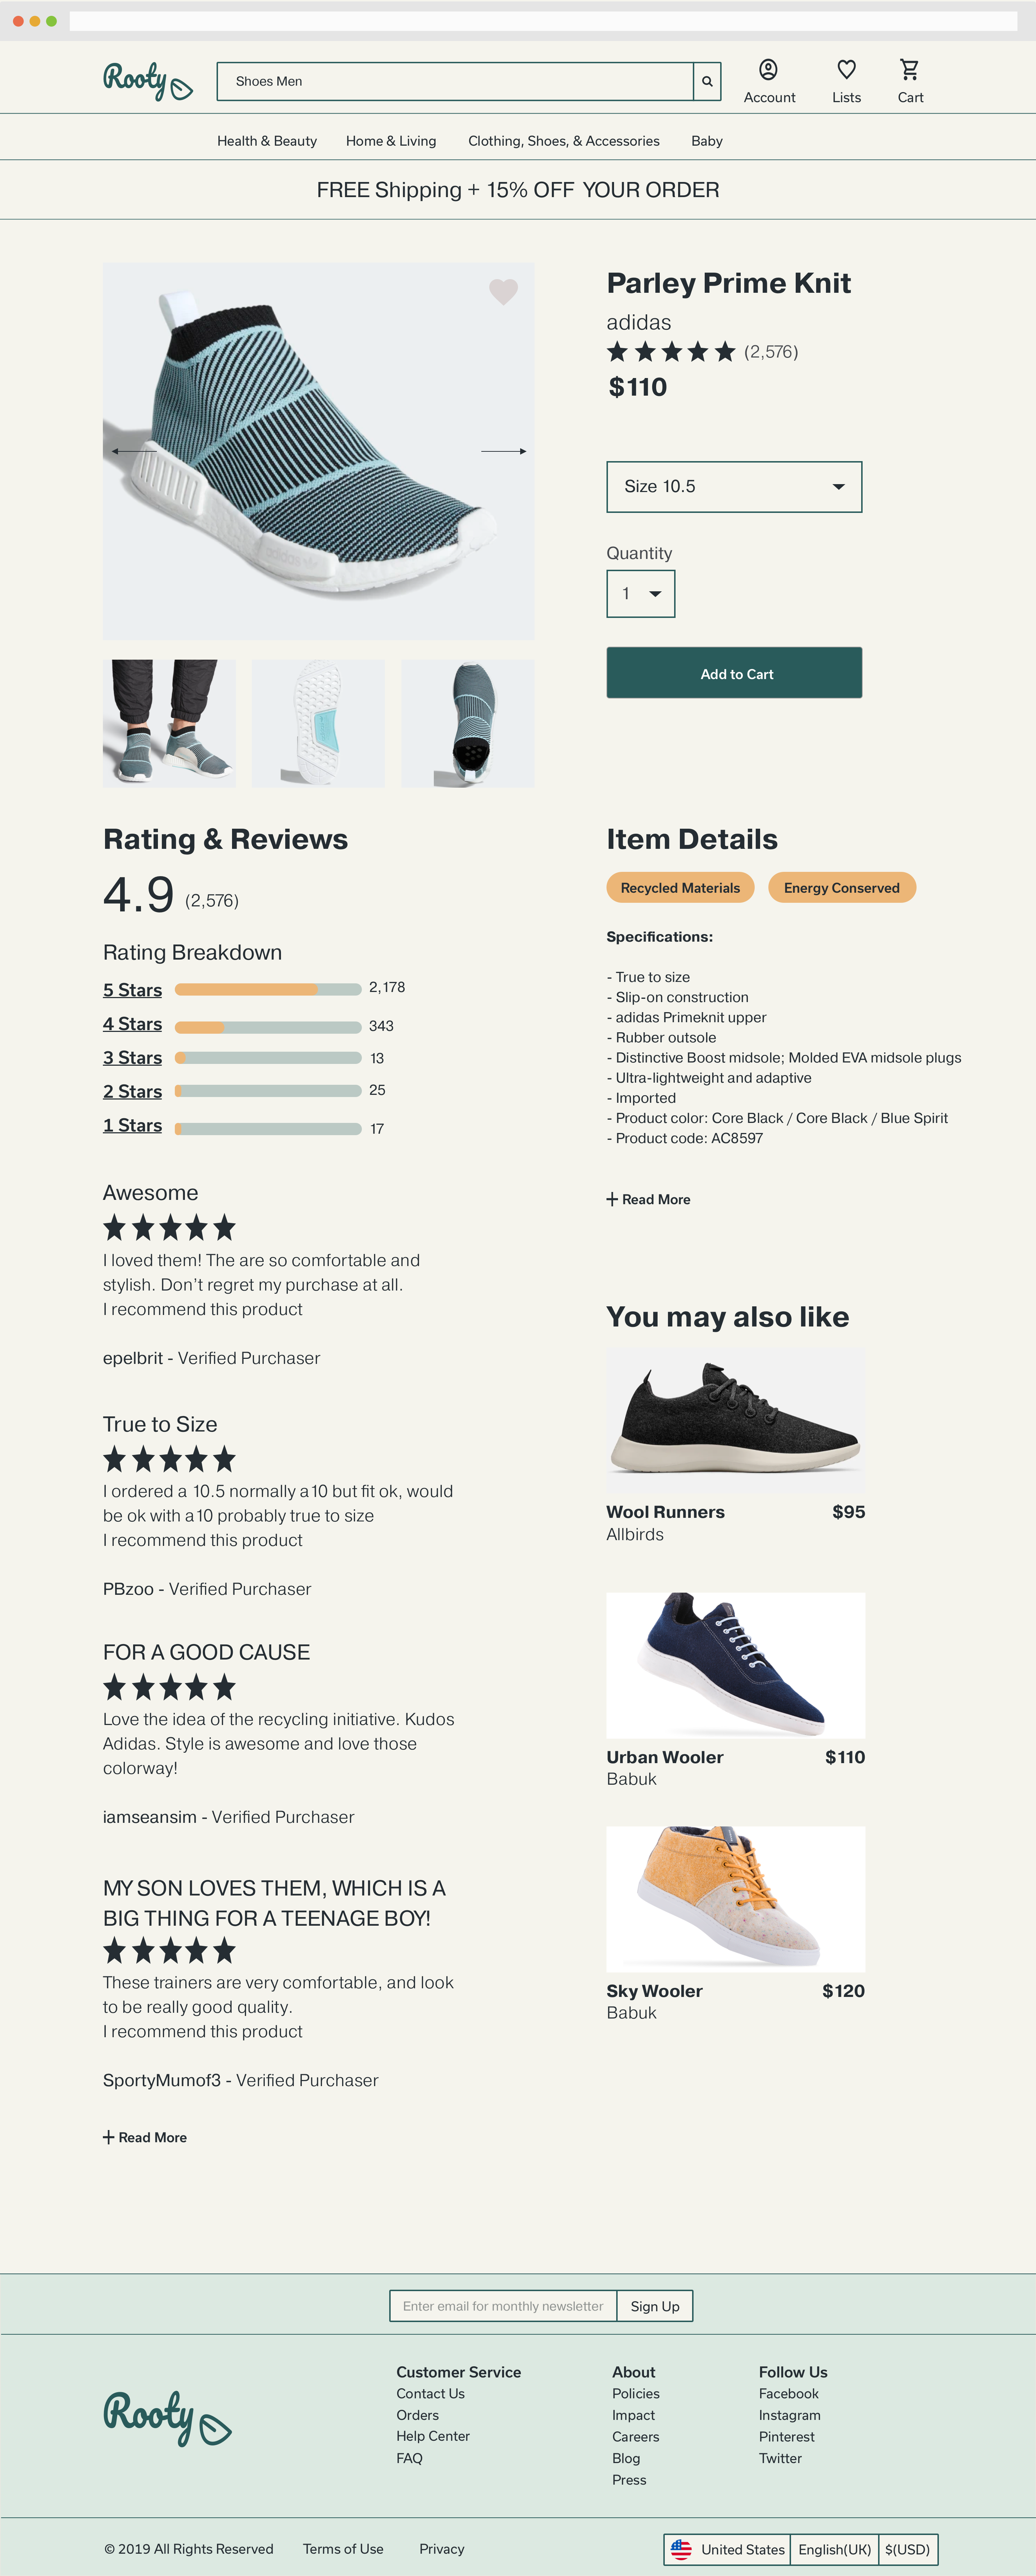 Rooty
Shoes Men
Account
Lists
Cart
Health & Beauty
Home & Living
Clothing, Shoes, & Accessories
Baby
FREE Shipping + 15% OFF YOUR ORDER
Parley Prime Knit
adidas
(2,576)
$110
Size 10.5
Quantity
1
Add to Cart
Rating & Reviews
4.9 (2,576)
Rating Breakdown
5 Stars 2,178
4 Stars 343
3 Stars 13
2 Stars 25
1 Stars 17
Awesome
I loved them! The are so comfortable and
stylish. Don't regret my purchase at all.
I recommend this product
epelbrit - Verified Purchaser
True to Size
I ordered a 10.5 normally a 10 but fit ok, would
be ok with a 10 probably true to size
I recommend this product
PBzoo - Verified Purchaser
FOR A GOOD CAUSE
Love the idea of the recycling initiative. Kudos
Adidas. Style is awesome and love those
colorway!
iamseansim - Verified Purchaser
MY SON LOVES THEM, WHICH IS A
BIG THING FOR A TEENAGE BOY!
These trainers are very comfortable, and look
to be really good quality.
I recommend this product
SportyMumof3 - Verified Purchaser
+ Read More
Item Details
Recycled Materials
Energy Conserved
Specifications:
- True to size
- Slip-on construction
- adidas Primeknit upper
- Rubber outsole
- Distinctive Boost midsole; Molded EVA midsole plugs
- Ultra-lightweight and adaptive
- Imported
- Product color: Core Black / Core Black / Blue Spirit
- Product code: AC8597
+ Read More
You may also like
Wool Runners $95
Allbirds
Urban Wooler $110
Babuk
Sky Wooler $120
Babuk
Enter email for monthly newsletter
Sign Up
Rooty
Customer Service
Contact Us
Orders
Help Center
FAQ
About
Policies
Impact
Careers
Blog
Press
Follow Us
Facebook
Instagram
Pinterest
Twitter
© 2019 All Rights Reserved
Terms of Use
Privacy
United States
English(UK)
$(USD)